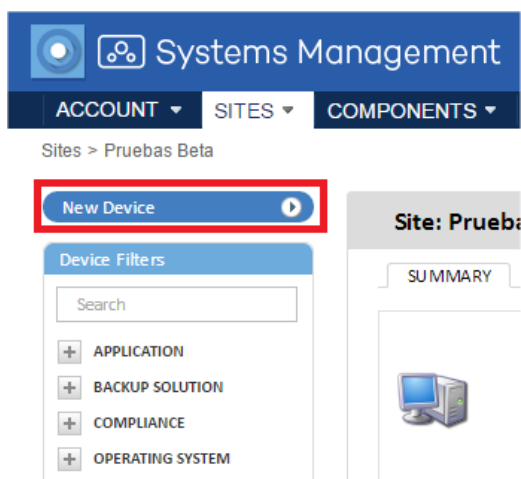 Systems Management
ACCOUNT SITES COMPONENTS
Sites > Pruebas Beta
New Device
Site: Prueba
Device Filters
SUMMARY
Search
APPLICATION
BACKUP SOLUTION
COMPLIANCE
OPERATING SYSTEM